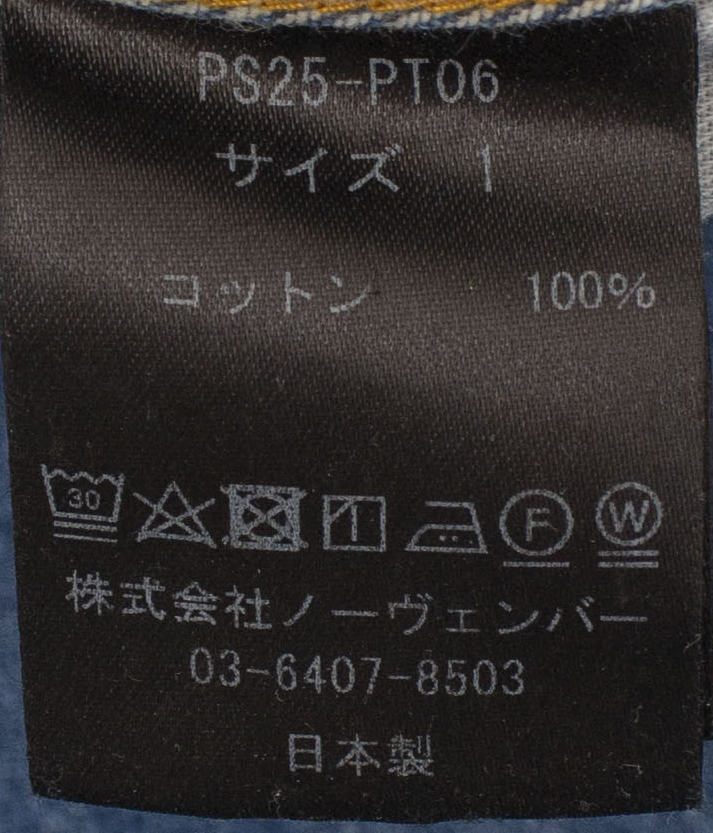 PS25-PT06
サイズ 1
コットン 100%
30 F W
株式会社ノーヴェンバー
03-6407-8503
日本製